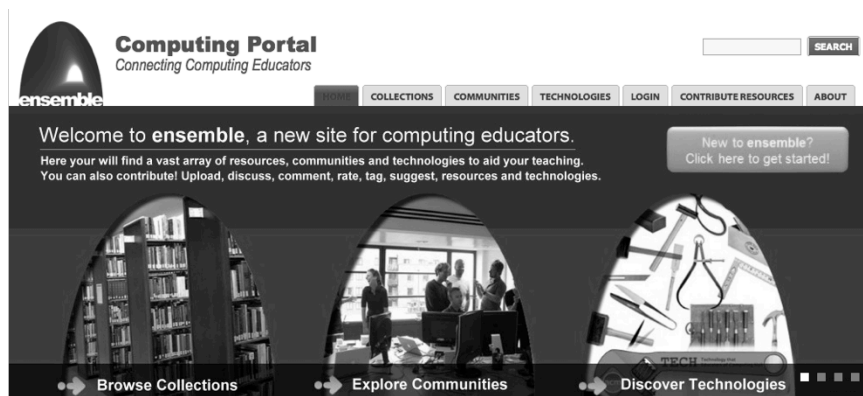 Computing Portal
Connecting Computing Educators
ensemble
SEARCH
HOME
COLLECTIONS
COMMUNITIES
TECHNOLOGIES
LOGIN
CONTRIBUTE RESOURCES
ABOUT
Welcome to ensemble, a new site for computing educators.
Here your will find a vast array of resources, communities and technologies to aid your teaching.
You can also contribute! Upload, discuss, comment, rate, tag, suggest, resources and technologies.
New to ensemble?
Click here to get started!
TECH
Browse Collections
Explore Communities
Discover Technologies